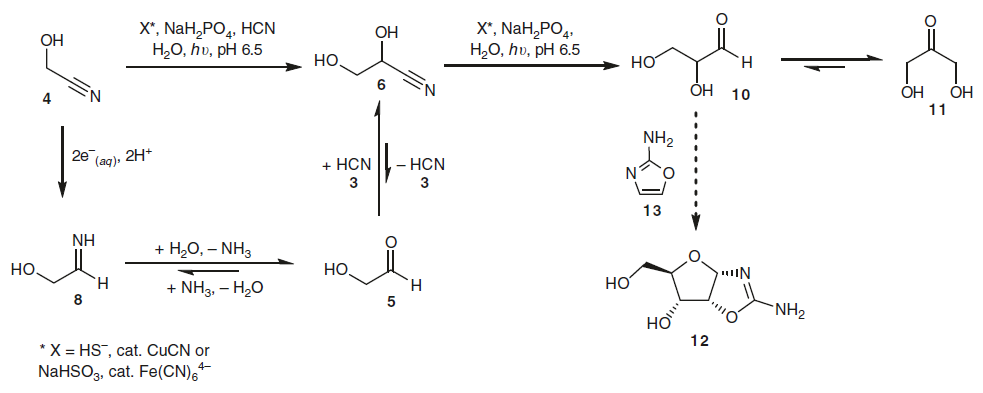 OH
N
4
X*, NaH₂PO₄, HCN
H₂O, hυ, pH 6.5
OH
HO
6
N
X*, NaH₂PO₄,
H₂O, hυ, pH 6.5
O
HO
H
OH
10
O
OH
OH
11
2e⁻(aq), 2H⁺
+ HCN
3
– HCN
3
NH₂
N
O
13
NH
HO
H
8
+ H₂O, – NH₃
+ NH₃, – H₂O
O
HO
H
5
O
N
HO
NH₂
HO
O
12
* X = HS⁻, cat. CuCN or
NaHSO₃, cat. Fe(CN)₆⁴⁻